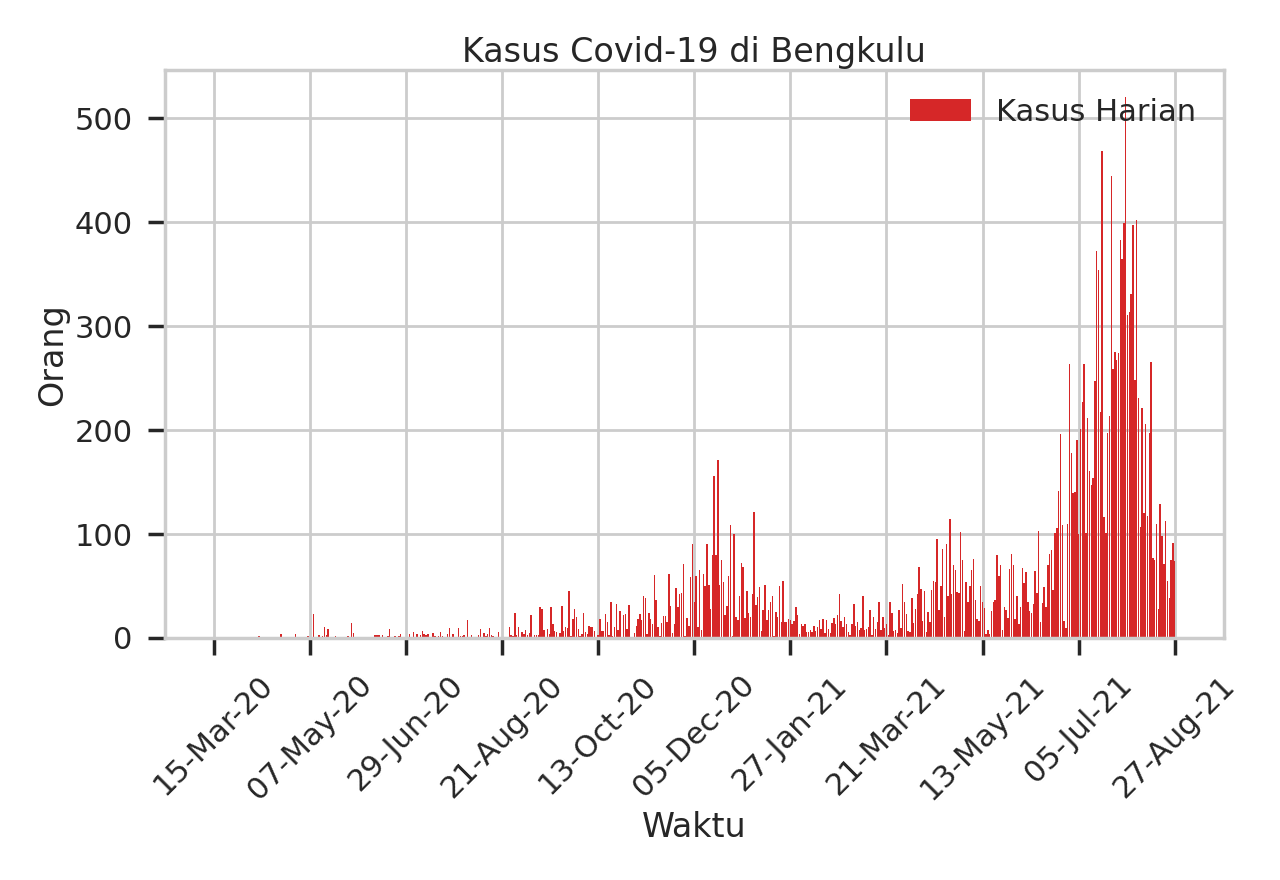 Kasus Covid-19 di Bengkulu
Kasus Harian
Orang
500
400
300
200
100
0
15-Mar-20
07-May-20
29-Jun-20
21-Aug-20
13-Oct-20
05-Dec-20
27-Jan-21
21-Mar-21
13-May-21
05-Jul-21
27-Aug-21
Waktu